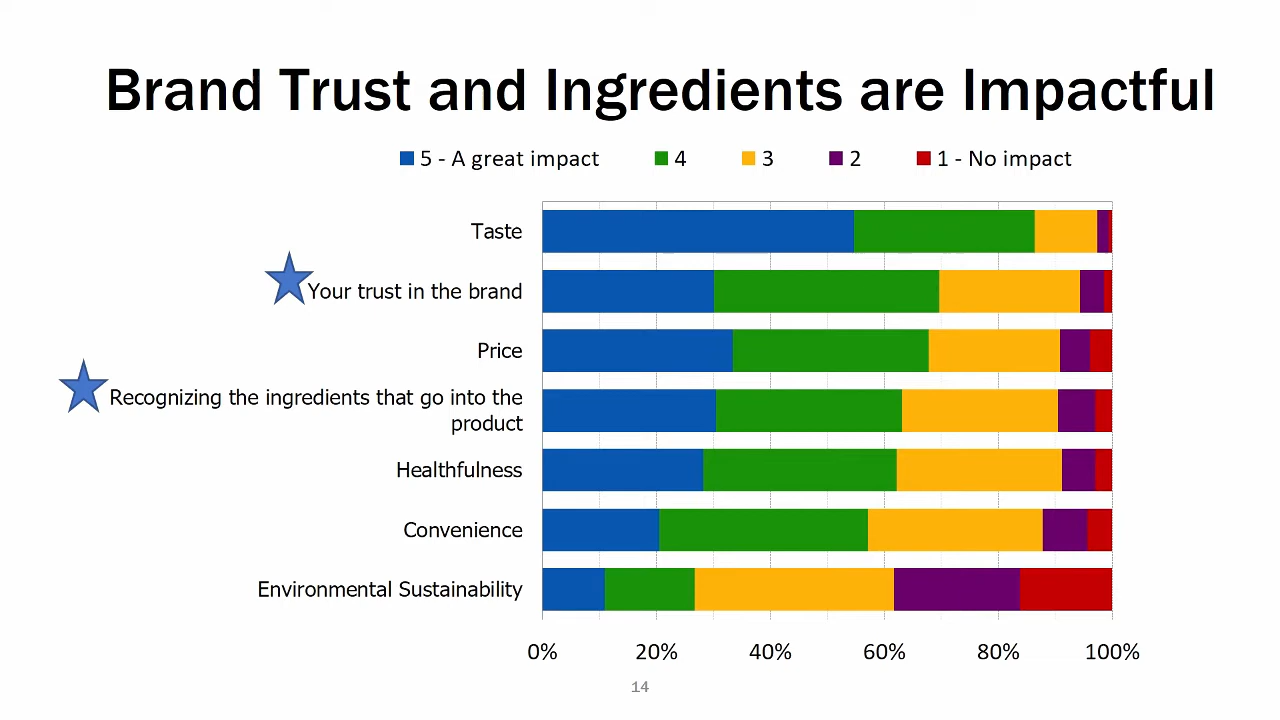 Brand Trust and Ingredients are Impactful
5 - A great impact 4 3 2 1 - No impact
Taste
Your trust in the brand
Price
Recognizing the ingredients that go into the
product
Healthfulness
Convenience
Environmental Sustainability
0% 20% 40% 60% 80% 100%
14